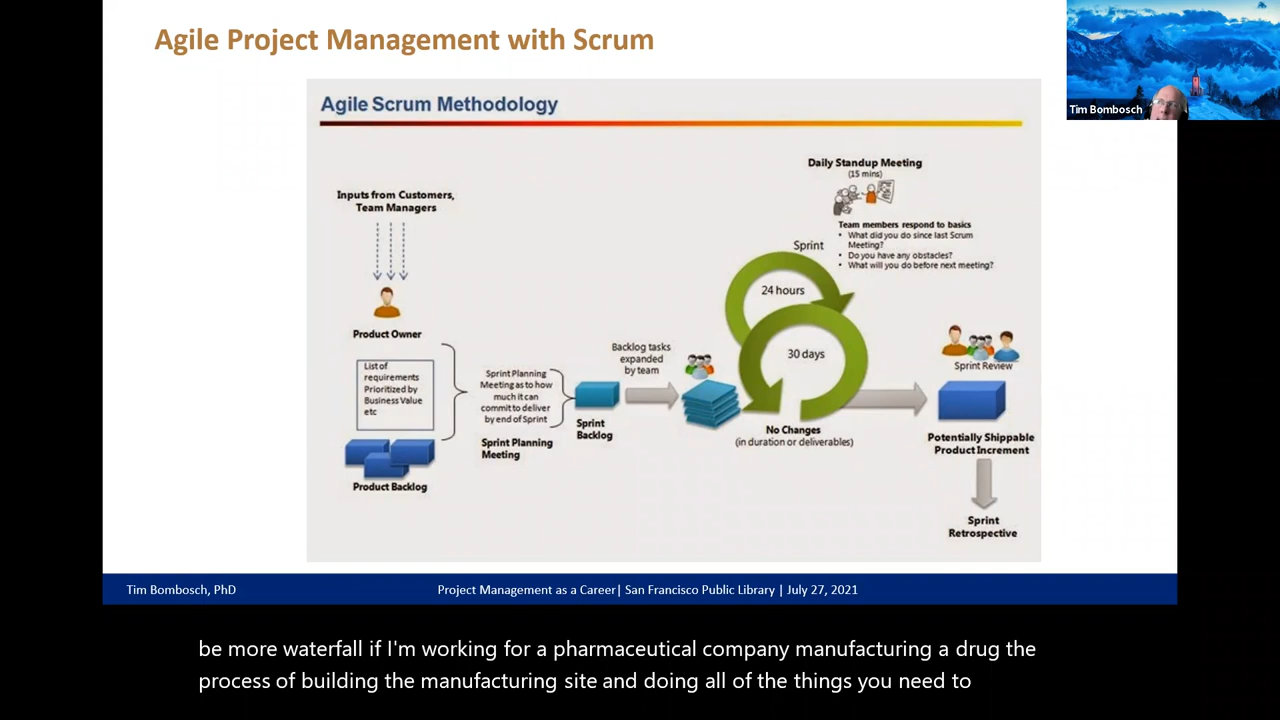 Agile Project Management with Scrum
Tim Bombosch
Agile Scrum Methodology
Inputs from Customers,
Team Managers
Product Owner
List of
requirements
Prioritized by
Business Value
etc
Product Backlog
Sprint Planning
Meeting as to how
much it can
commit to deliver
by end of Sprint
Sprint Planning
Meeting
Sprint
Backlog
Backlog tasks
expanded
by team
Daily Standup Meeting
(15 mins)
Team members respond to basics
• What did you do since last Scrum
Meeting?
• Do you have any obstacles?
• What will you do before next meeting?
Sprint
24 hours
30 days
No Changes
(in duration or deliverables)
Sprint Review
Potentially Shippable
Product Increment
Sprint
Retrospective
Tim Bombosch, PhD
Project Management as a Career| San Francisco Public Library | July 27, 2021
be more waterfall if I'm working for a pharmaceutical company manufacturing a drug the
process of building the manufacturing site and doing all of the things you need to